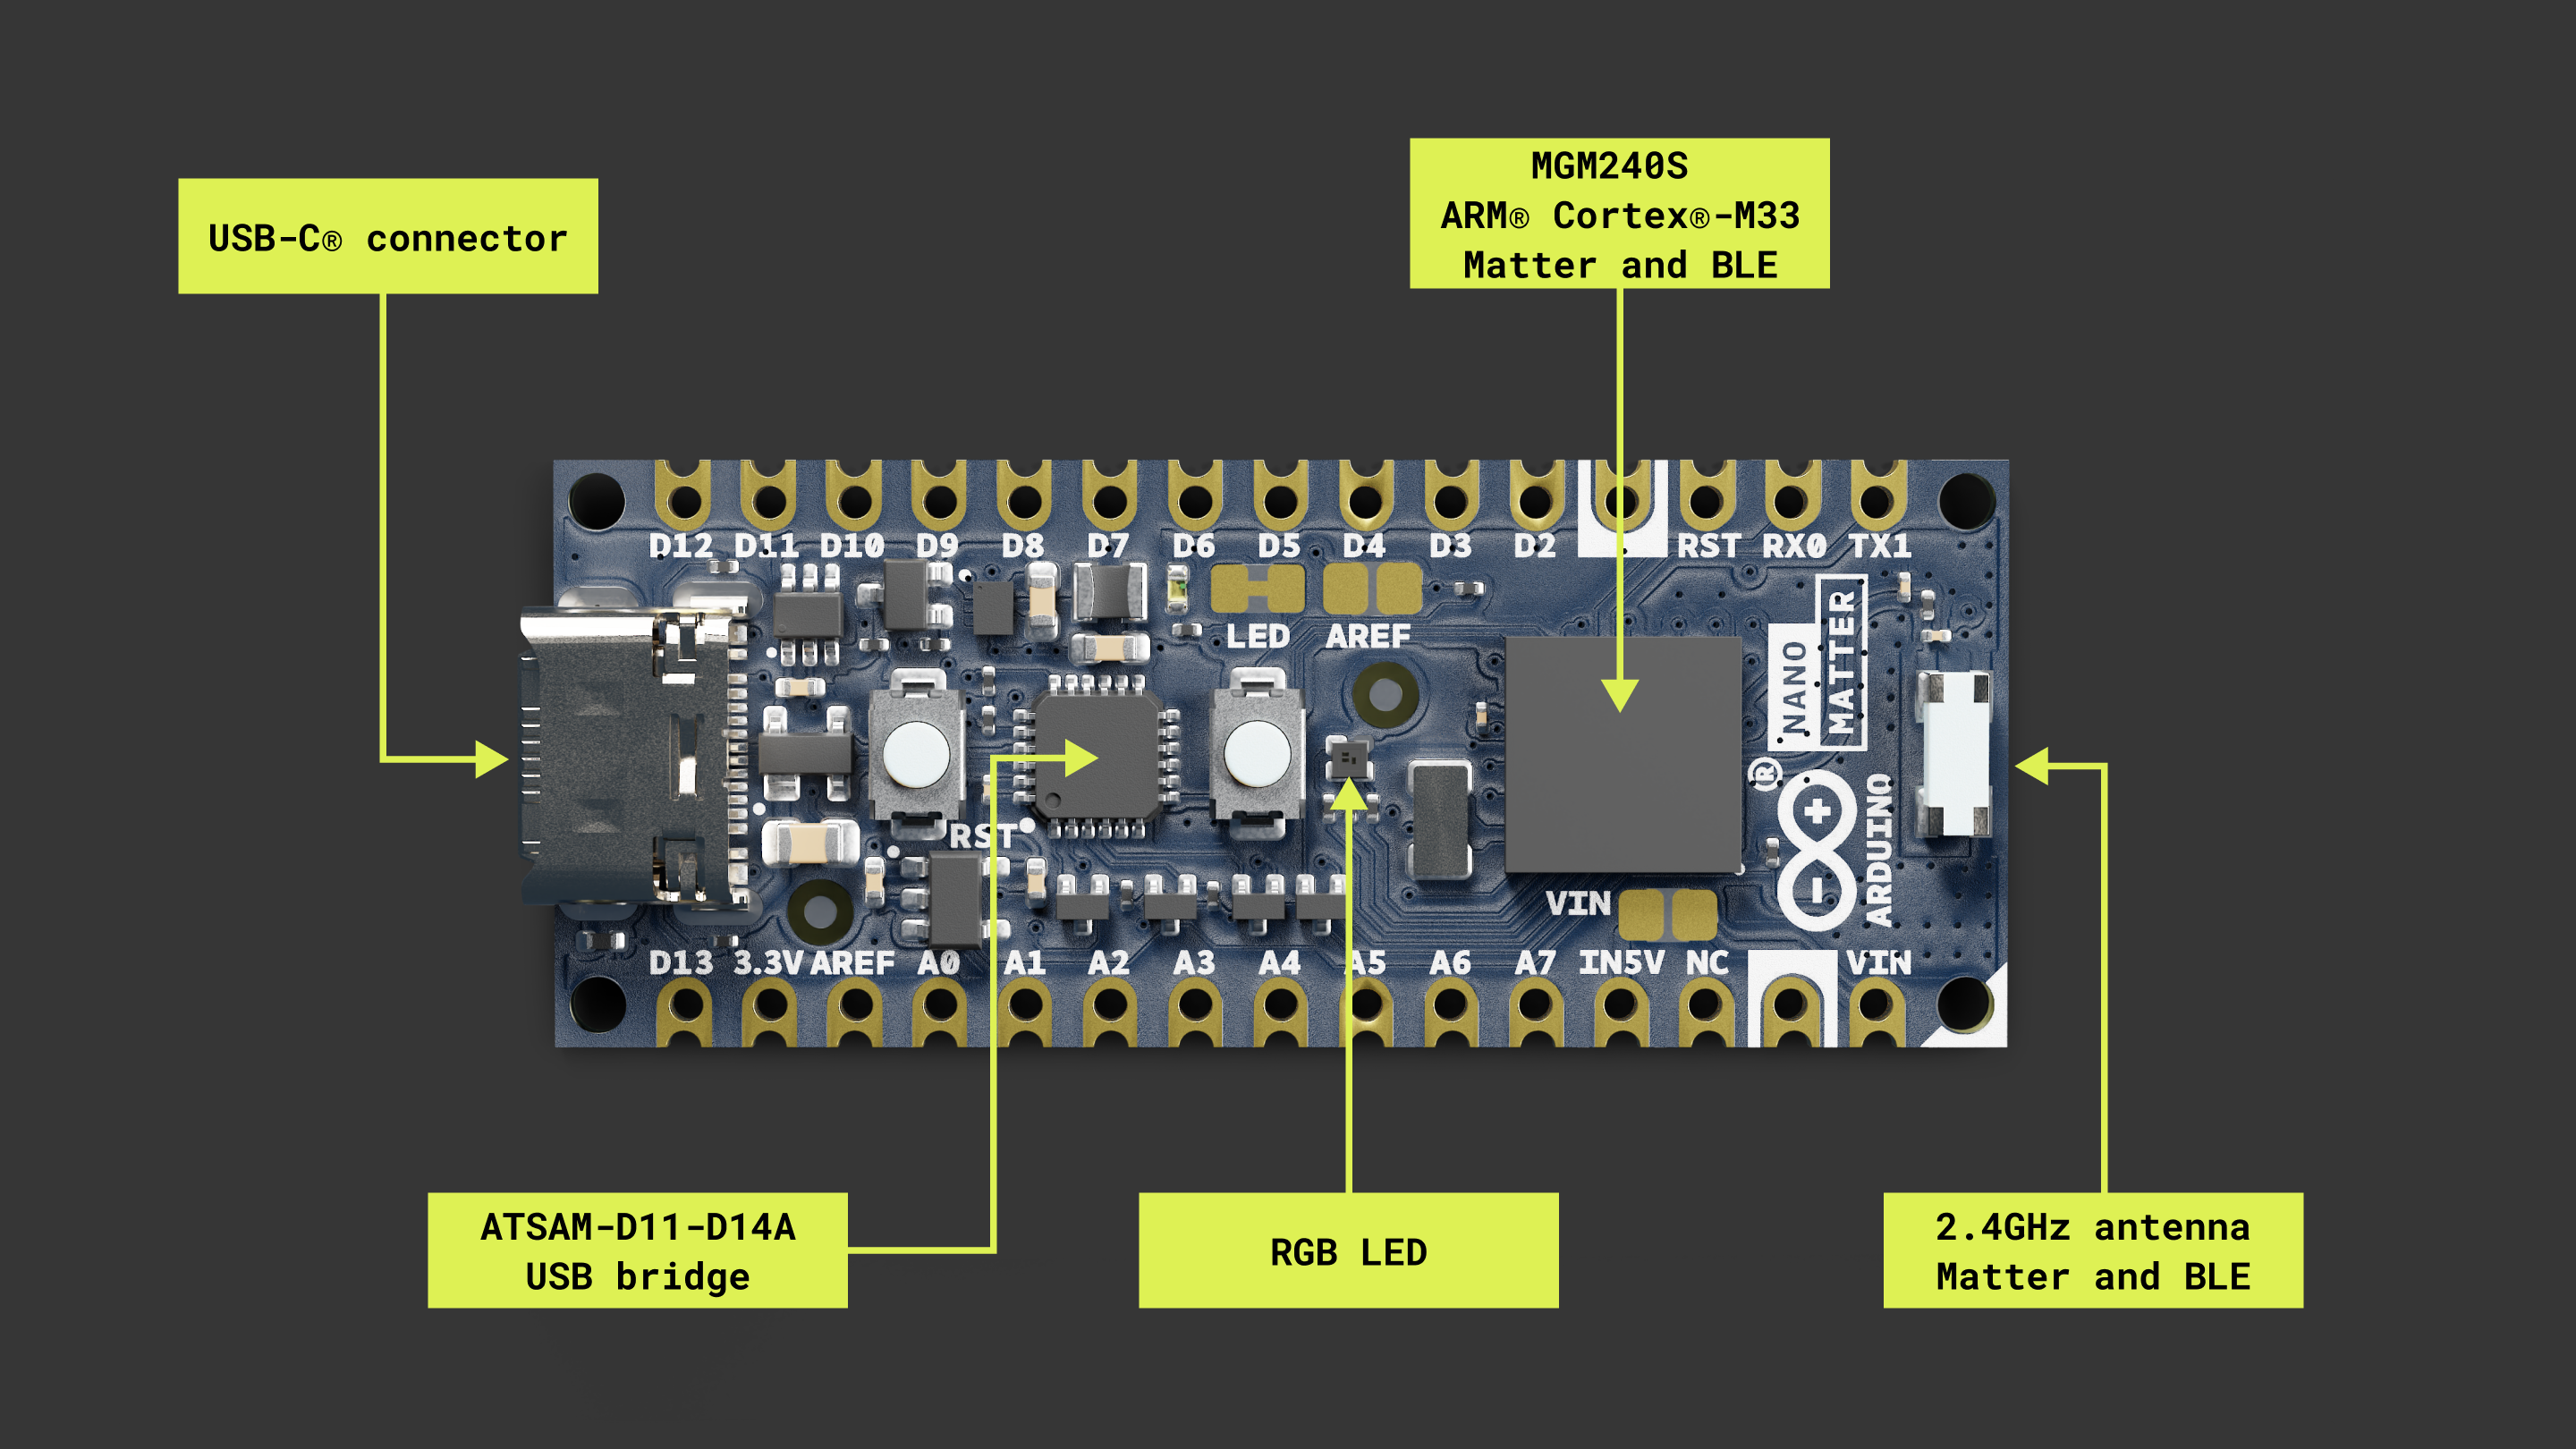 MGM240S
ARM® Cortex®-M33
Matter and BLE
USB-C® connector
D12 D11 D10 D9 D8 D7 D6 D5 D4 D3 D2 RST RX0 TX1
LED AREF
NANO
MATTER
®
ARDUINO
RST
VIN
D13 3.3V AREF A0 A1 A2 A3 A4 A5 A6 A7 IN5V NC VIN
ATSAM-D11-D14A
USB bridge
RGB LED
2.4GHz antenna
Matter and BLE